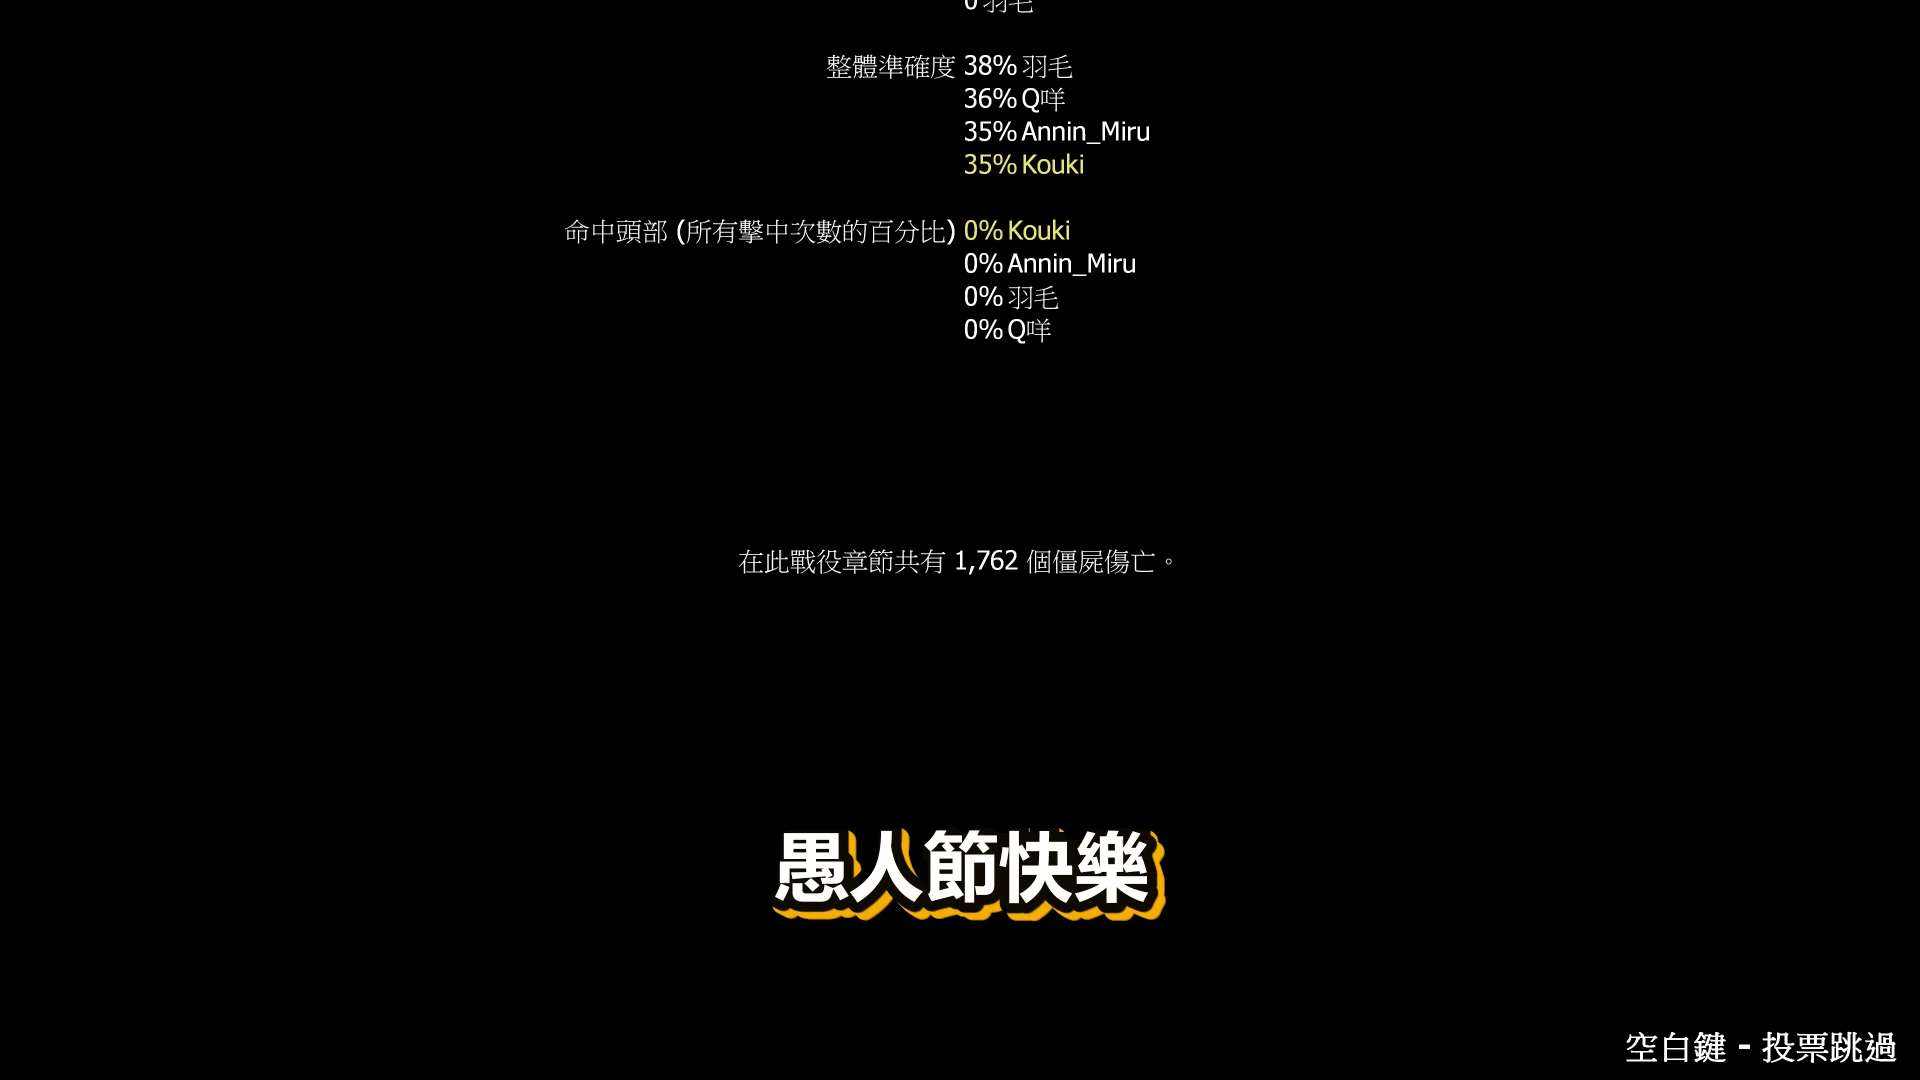 0 羽毛
整體準確度 38% 羽毛
36% Q咩
35% Annin_Miru
35% Kouki
命中頭部 (所有擊中次數的百分比) 0% Kouki
0% Annin_Miru
0% 羽毛
0% Q咩
在此戰役章節共有 1,762 個僵屍傷亡。
愚人節快樂
空白鍵 - 投票跳過